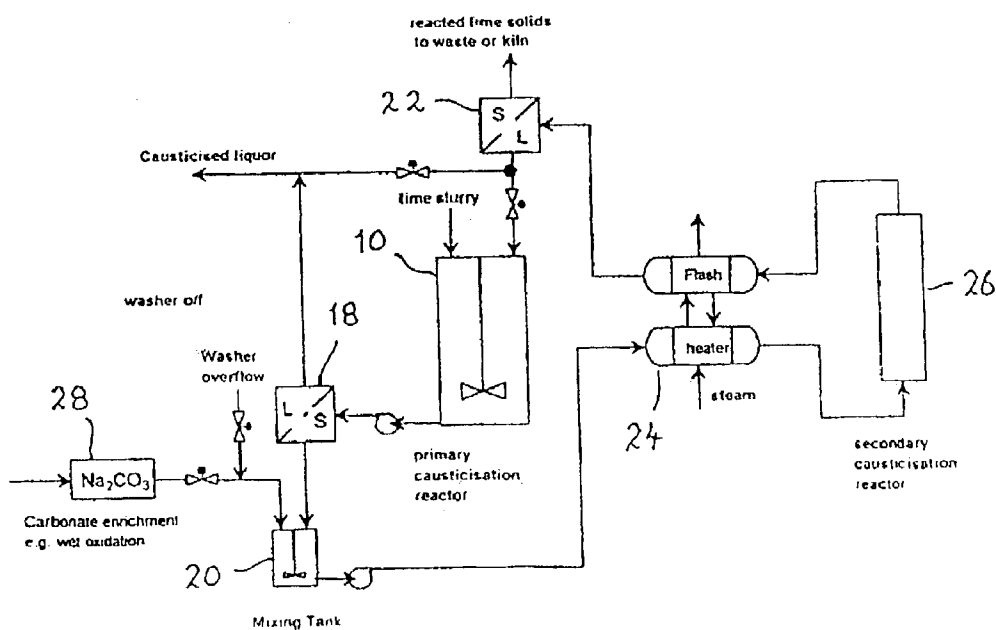 reacted lime solids
to waste or kiln
22
S
L
Causticised liquor
lime slurry
10
Flash
26
washer o/f
18
heater
Washer
overflow
L
S
steam
24
28
primary
causticisation
reactor
secondary
causticisation
reactor
Na₂CO₃
Carbonate enrichment
e.g. wet oxidation
20
Mixing Tank